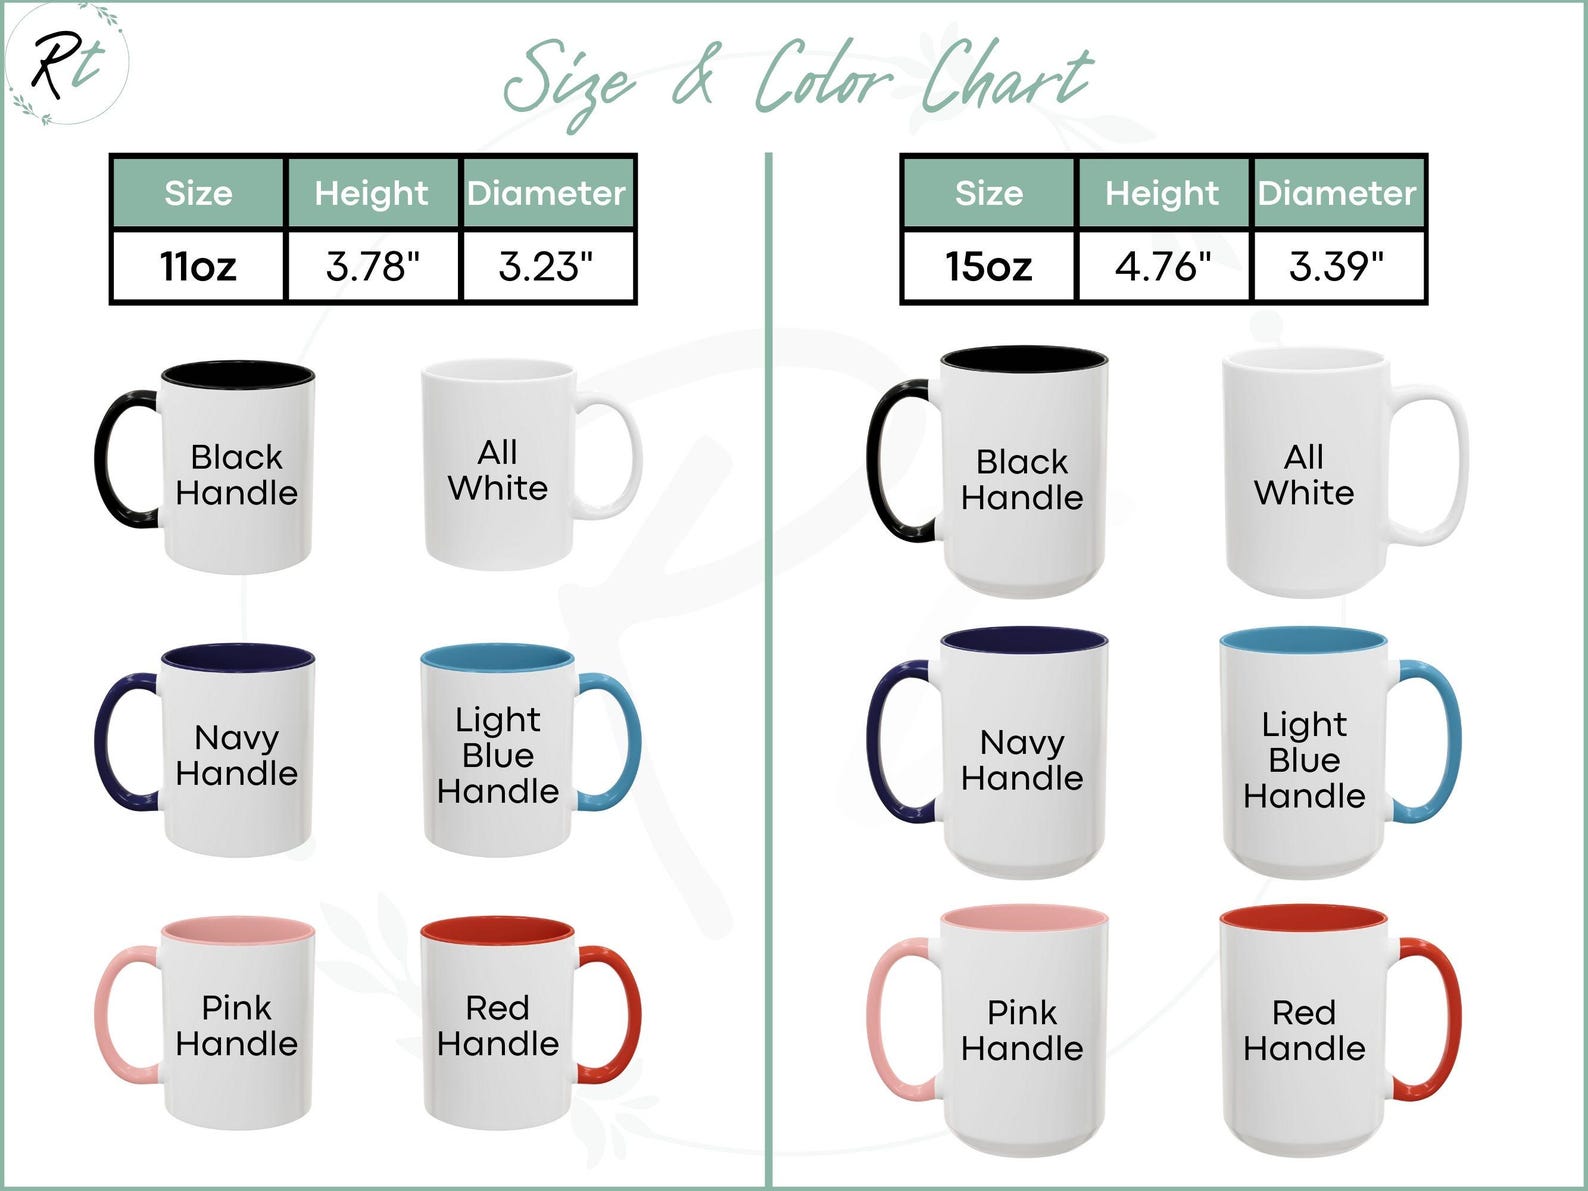 Rt
Size & Color Chart
Size Height Diameter
11oz 3.78" 3.23"
Black
Handle
All
White
Navy
Handle
Light
Blue
Handle
Pink
Handle
Red
Handle
Size Height Diameter
15oz 4.76" 3.39"
Black
Handle
All
White
Navy
Handle
Light
Blue
Handle
Pink
Handle
Red
Handle